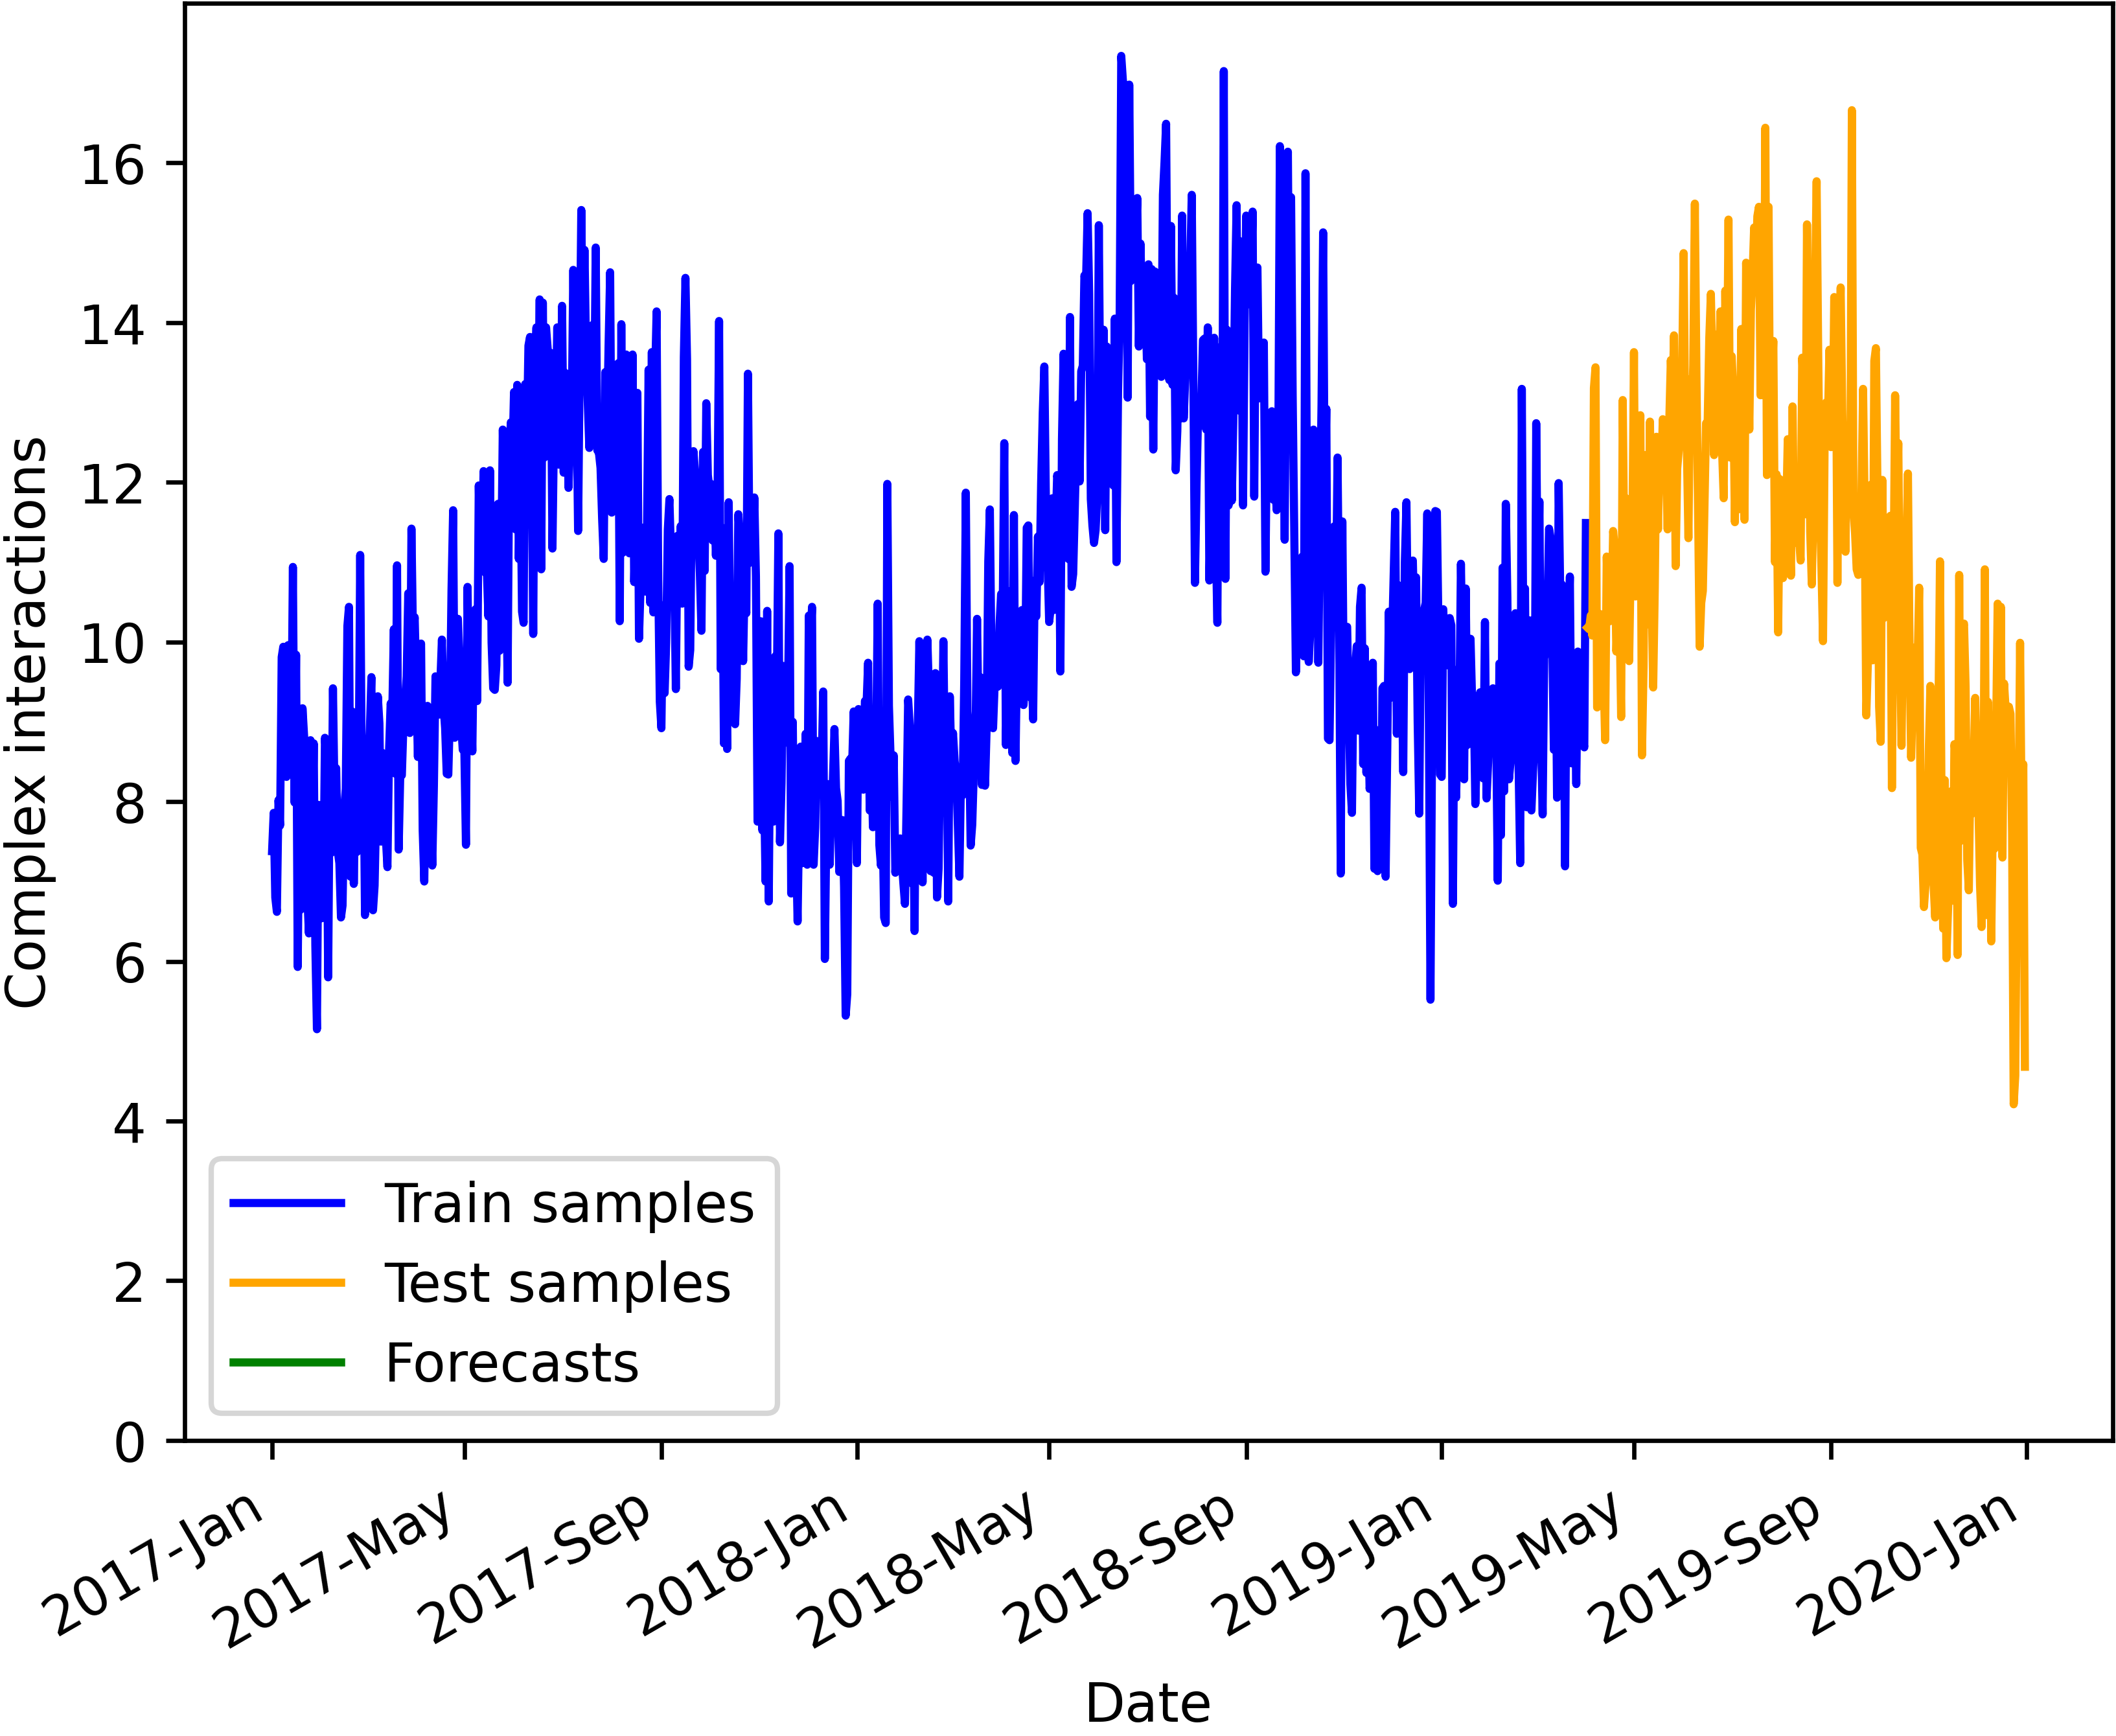 Complex interactions
16
14
12
10
8
6
4
2
0
Train samples
Test samples
Forecasts
2017-Jan
2017-May
2017-Sep
2018-Jan
2018-May
2018-Sep
2019-Jan
2019-May
2019-Sep
2020-Jan
Date